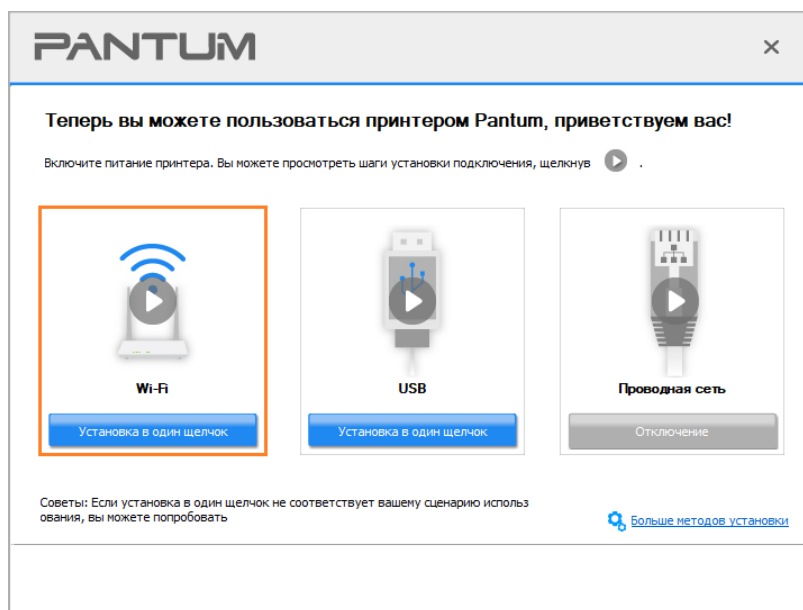 PANTUM
Теперь вы можете пользоваться принтером Pantum, приветствуем вас!
Включите питание принтера. Вы можете просмотреть шаги установки подключения, щелкнув .
Wi-Fi
Установка в один щелчок
USB
Установка в один щелчок
Проводная сеть
Отключение
Советы: Если установка в один щелчок не соответствует вашему сценарию использ
ования, вы можете попробовать
Больше методов установки